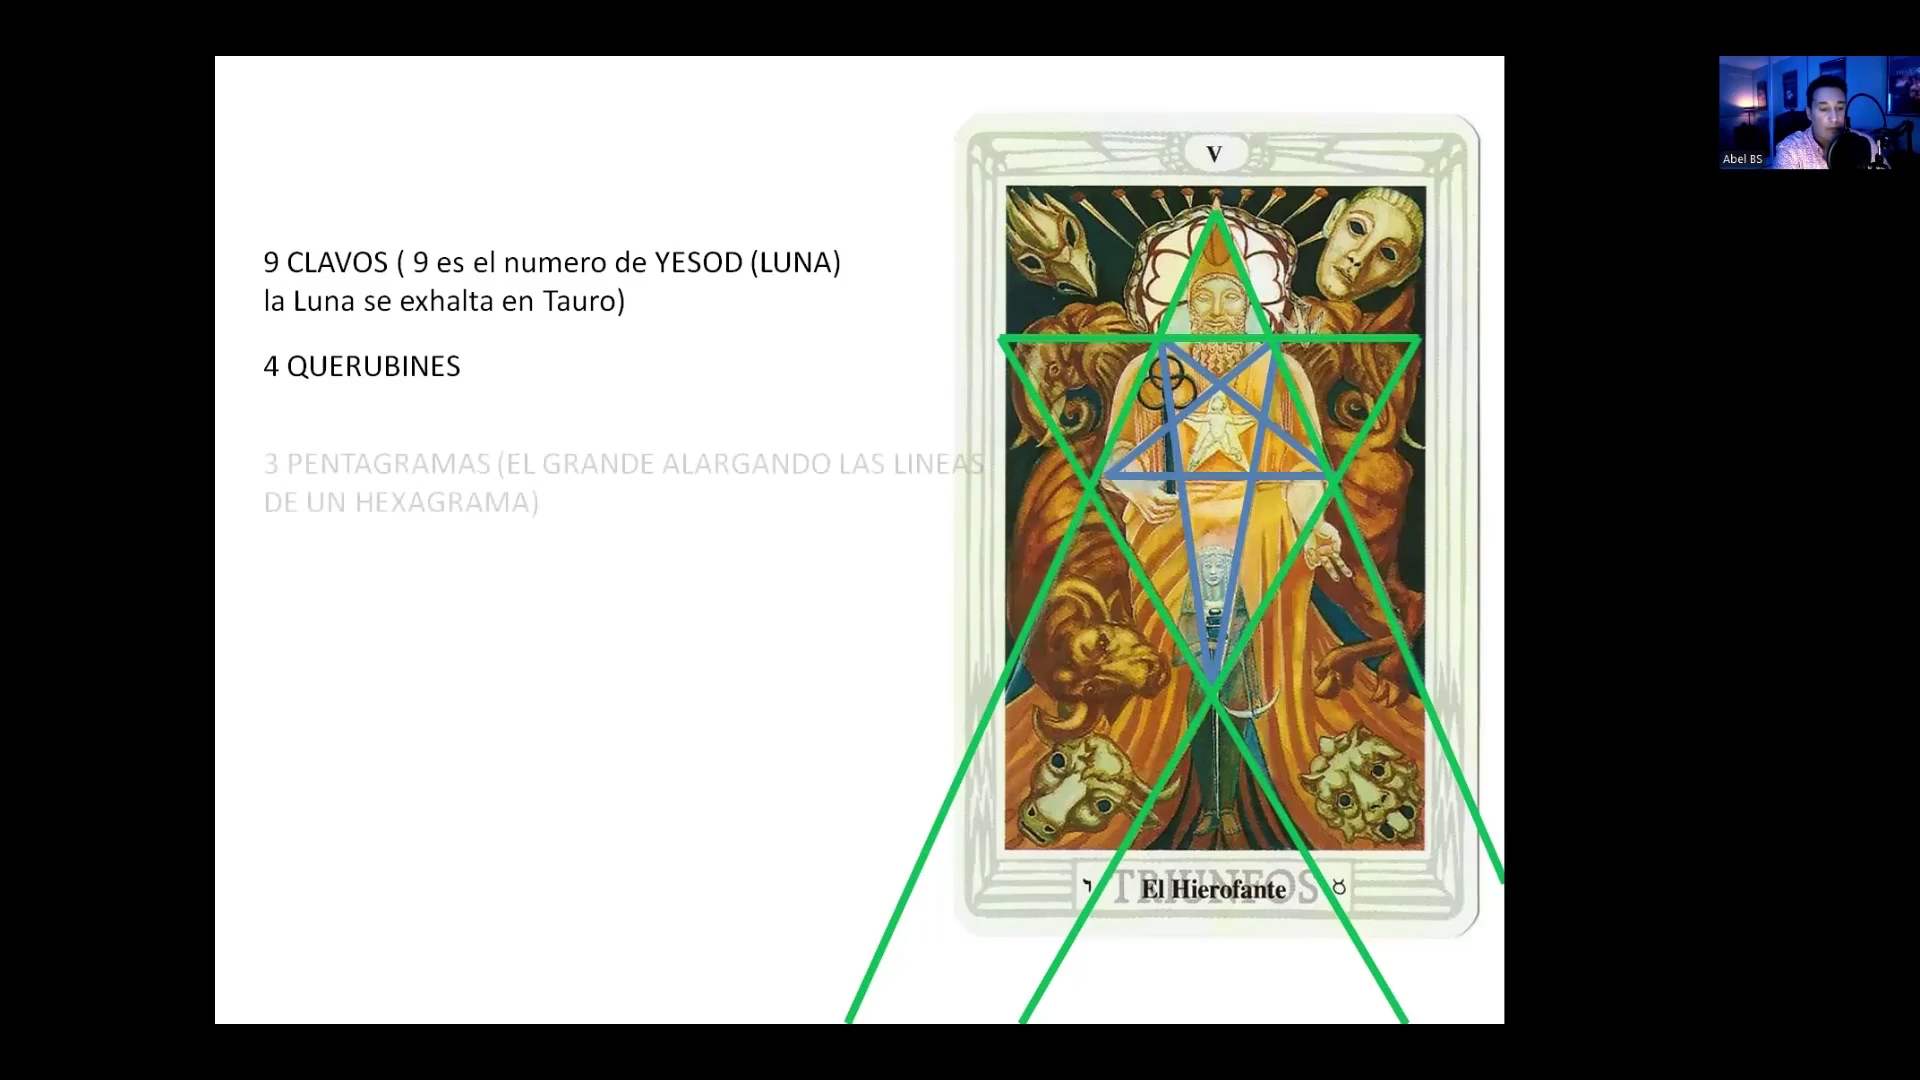 9 CLAVOS ( 9 es el numero de YESOD (LUNA)
la Luna se exhalta en Tauro)
4 QUERUBINES
3 PENTAGRAMAS (EL GRANDE ALARGANDO LAS LINEAS
DE UN HEXAGRAMA)
V
ו TRIUNFOS El Hierofante ♉
Abel BS